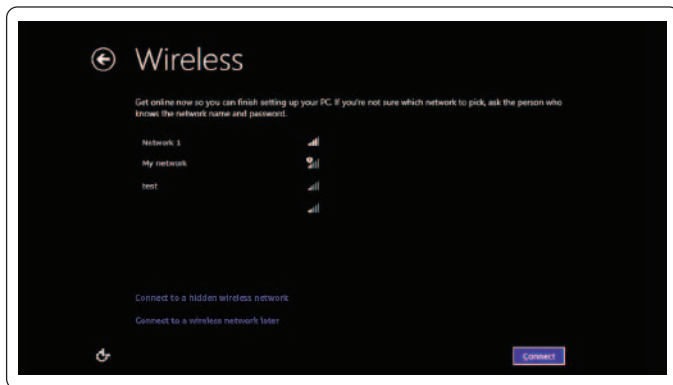 Wireless
Get online now so you can finish setting up your PC. If you're not sure which network to pick, ask the person who
knows the network name and password.
Network 1
My network
test
Connect to a hidden wireless network
Connect to a wireless network later
Connect